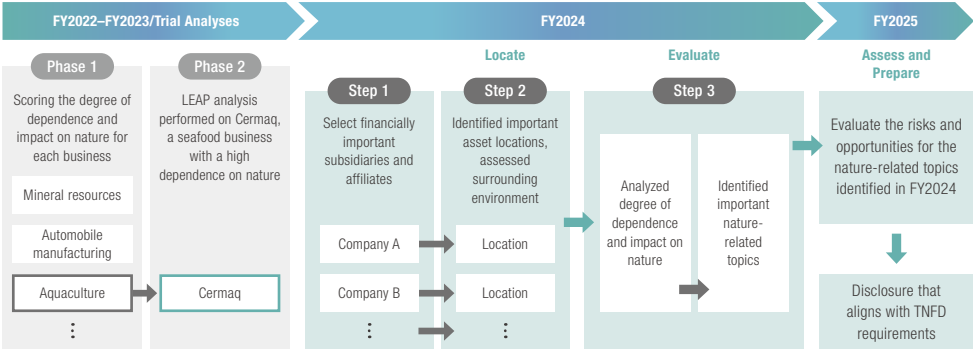 FY2022–FY2023/Trial Analyses
FY2024
FY2025
Locate
Evaluate
Assess and
Prepare
Phase 1
Scoring the degree of
dependence and
impact on nature for
each business
Mineral resources
Automobile
manufacturing
Aquaculture
⋮
Phase 2
LEAP analysis
performed on Cermaq,
a seafood business
with a high
dependence on nature
Cermaq
Step 1
Select financially
important
subsidiaries and
affiliates
Company A
Company B
⋮
Step 2
Identified important
asset locations,
assessed
surrounding
environment
Location
Location
⋮
Step 3
Analyzed
degree of
dependence
and impact on
nature
Identified
important
nature-
related
topics
Evaluate the risks and
opportunities for the
nature-related topics
identified in FY2024
Disclosure that
aligns with TNFD
requirements